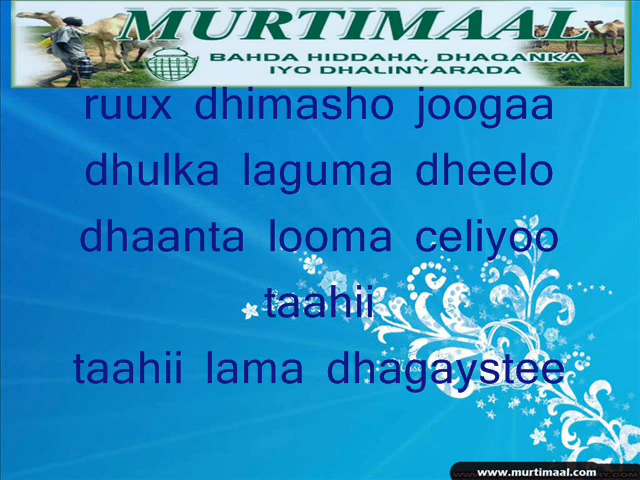 MURTIMAAL
BAHDA HIDDAHA, DHAQANKA
IYO DHALINYARADA
ruux dhimasho joogaa
dhulka laguma dheelo
dhaanta looma celiyoo
taahii
taahii lama dhagaystee
www.murtimaal.com